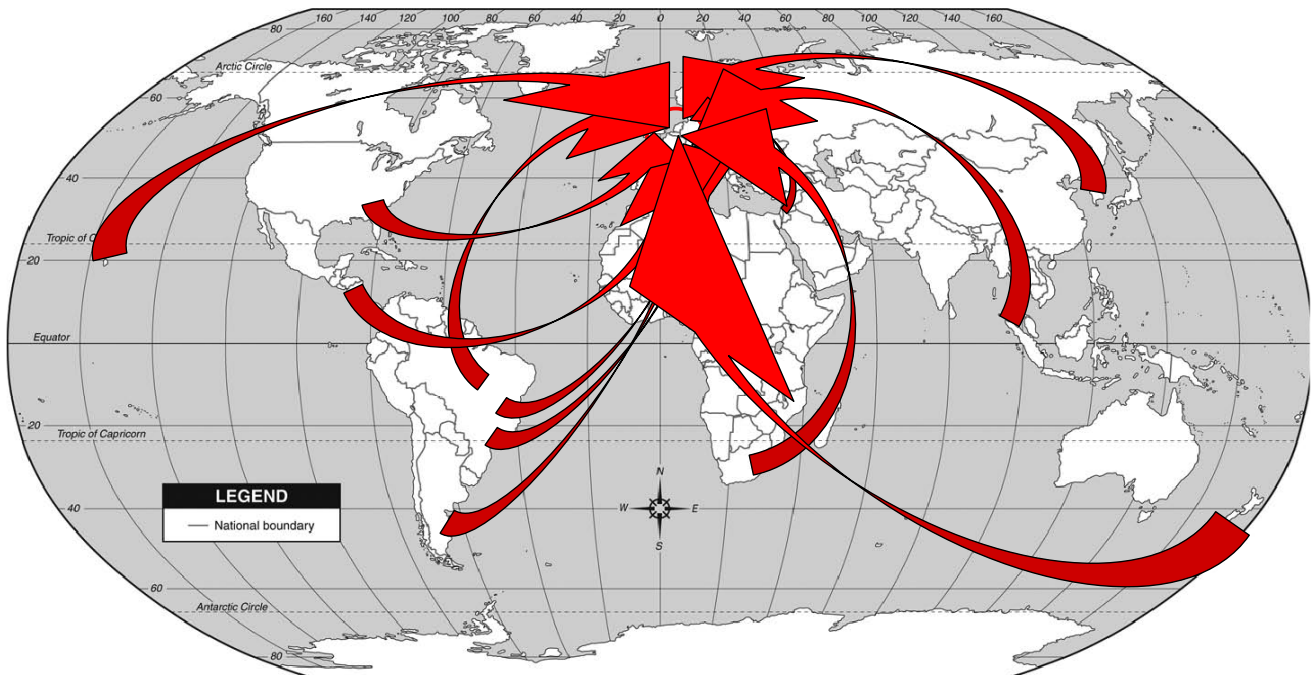 160 140 120 100 80 60 40 20 0 20 40 60 80 100 120 140 160
80
Arctic Circle
60
40
Tropic of
20
Equator
20
Tropic of Capricorn
N
LEGEND
40
W E
National boundary
S
60
Antarctic Circle
80